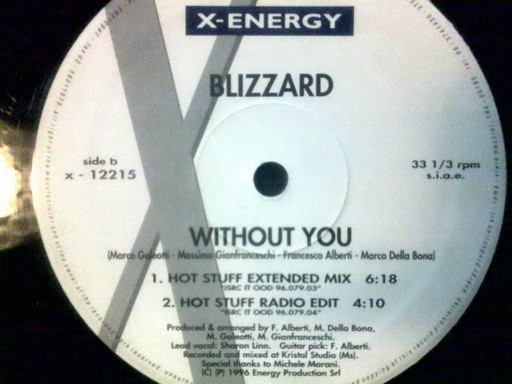 X-ENERGY
BLIZZARD
side b
x - 12215
33 1/3 rpm
s.i.a.e.
WITHOUT YOU
(Marco Galeotti - Massimo Gianfranceschi - Francesco Alberti - Marco Della Bona)
1. HOT STUFF EXTENDED MIX 6:18
"ISRC IT OOD 96.079.03"
2. HOT STUFF RADIO EDIT 4:10
"ISRC IT OOD 96.079.04"
Produced & arranged by F. Alberti, M. Della Bona,
M. Galeotti, M. Gianfranceschi.
Lead vocal: Sharon Linn. Guitar pick: F. Alberti.
Recorded and mixed at Kristal Studio (Ms).
Special thanks to Michele Marani.
(C) (P) 1996 Energy Production Srl